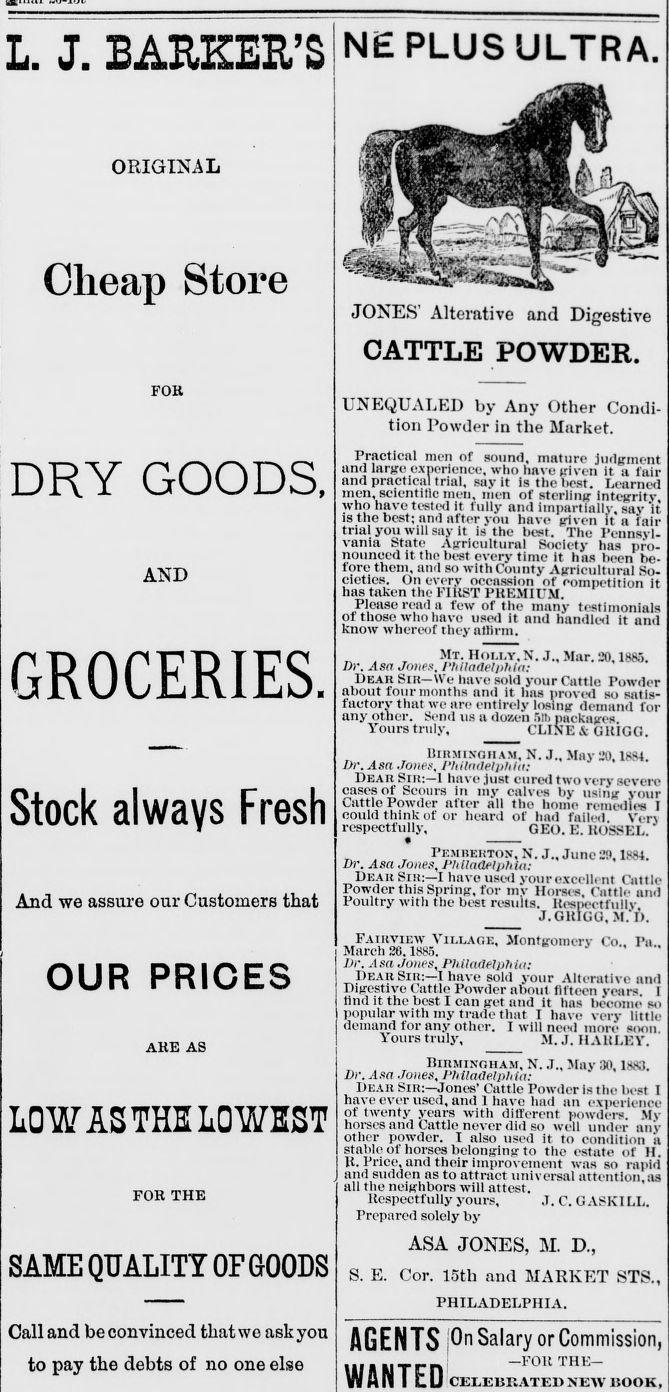 L. J. BARKER'S
ORIGINAL
Cheap Store
FOR
DRY GOODS,
AND
GROCERIES.
Stock always Fresh
And we assure our Customers that
OUR PRICES
ARE AS
LOW AS THE LOWEST
FOR THE
SAME QUALITY OF GOODS
Call and be convinced that we ask you
to pay the debts of no one else
NE PLUS ULTRA.
JONES' Alterative and Digestive
CATTLE POWDER.
UNEQUALED by Any Other Condi-
tion Powder in the Market.
Practical men of sound, mature judgment
and large experience, who have given it a fair
and practical trial, say it is the best. Learned
men, scientific men, men of sterling integrity,
who have tested it fully and impartially, say it
is the best; and after you have given it a fair
trial you will say it is the best. The Pennsyl-
vania State Agricultural Society has pro-
nounced it the best every time it has been be-
fore them, and so with County Agricultural So-
cieties. On every occassion of competition it
has taken the FIRST PREMIUM.
Please read a few of the many testimonials
of those who have used it and handled it and
know whereof they affirm.
MT. HOLLY, N. J., Mar. 20, 1885.
Dr. Asa Jones, Philadelphia:
DEAR SIR—We have sold your Cattle Powder
about four months and it has proved so satis-
factory that we are entirely losing demand for
any other. Send us a dozen 5lb packages.
Yours truly, CLINE & GRIGG.
BIRMINGHAM, N. J., May 20, 1884.
Dr. Asa Jones, Philadelphia:
DEAR SIR:—I have just cured two very severe
cases of Scours in my calves by using your
Cattle Powder after all the home remedies I
could think of or heard of had failed. Very
respectfully, GEO. E. ROSSEL.
PEMBERTON, N. J., June 29, 1884.
Dr. Asa Jones, Philadelphia:
DEAR SIR:—I have used your excellent Cattle
Powder this Spring, for my Horses, Cattle and
Poultry with the best results. Respectfully,
J. GRIGG, M. D.
FAIRVIEW VILLAGE, Montgomery Co., Pa.,
March 26, 1885.
Dr. Asa Jones, Philadelphia:
DEAR SIR:—I have sold your Alterative and
Digestive Cattle Powder about fifteen years. I
find it the best I can get and it has become so
popular with my trade that I have very little
demand for any other. I will need more soon.
Yours truly, M. J. HARLEY.
BIRMINGHAM, N. J., May 30, 1883.
Dr. Asa Jones, Philadelphia:
DEAR SIR:—Jones' Cattle Powder is the best I
have ever used, and I have had an experience
of twenty years with different powders. My
horses and Cattle never did so well under any
other powder. I also used it to condition a
stable of horses belonging to the estate of H.
R. Price, and their improvement was so rapid
and sudden as to attract universal attention, as
all the neighbors will attest.
Respectfully yours, J. C. GASKILL.
Prepared solely by
ASA JONES, M. D.,
S. E. Cor. 15th and MARKET STS.,
PHILADELPHIA.
AGENTS WANTED
On Salary or Commission,
—FOR THE—
CELEBRATED NEW BOOK,